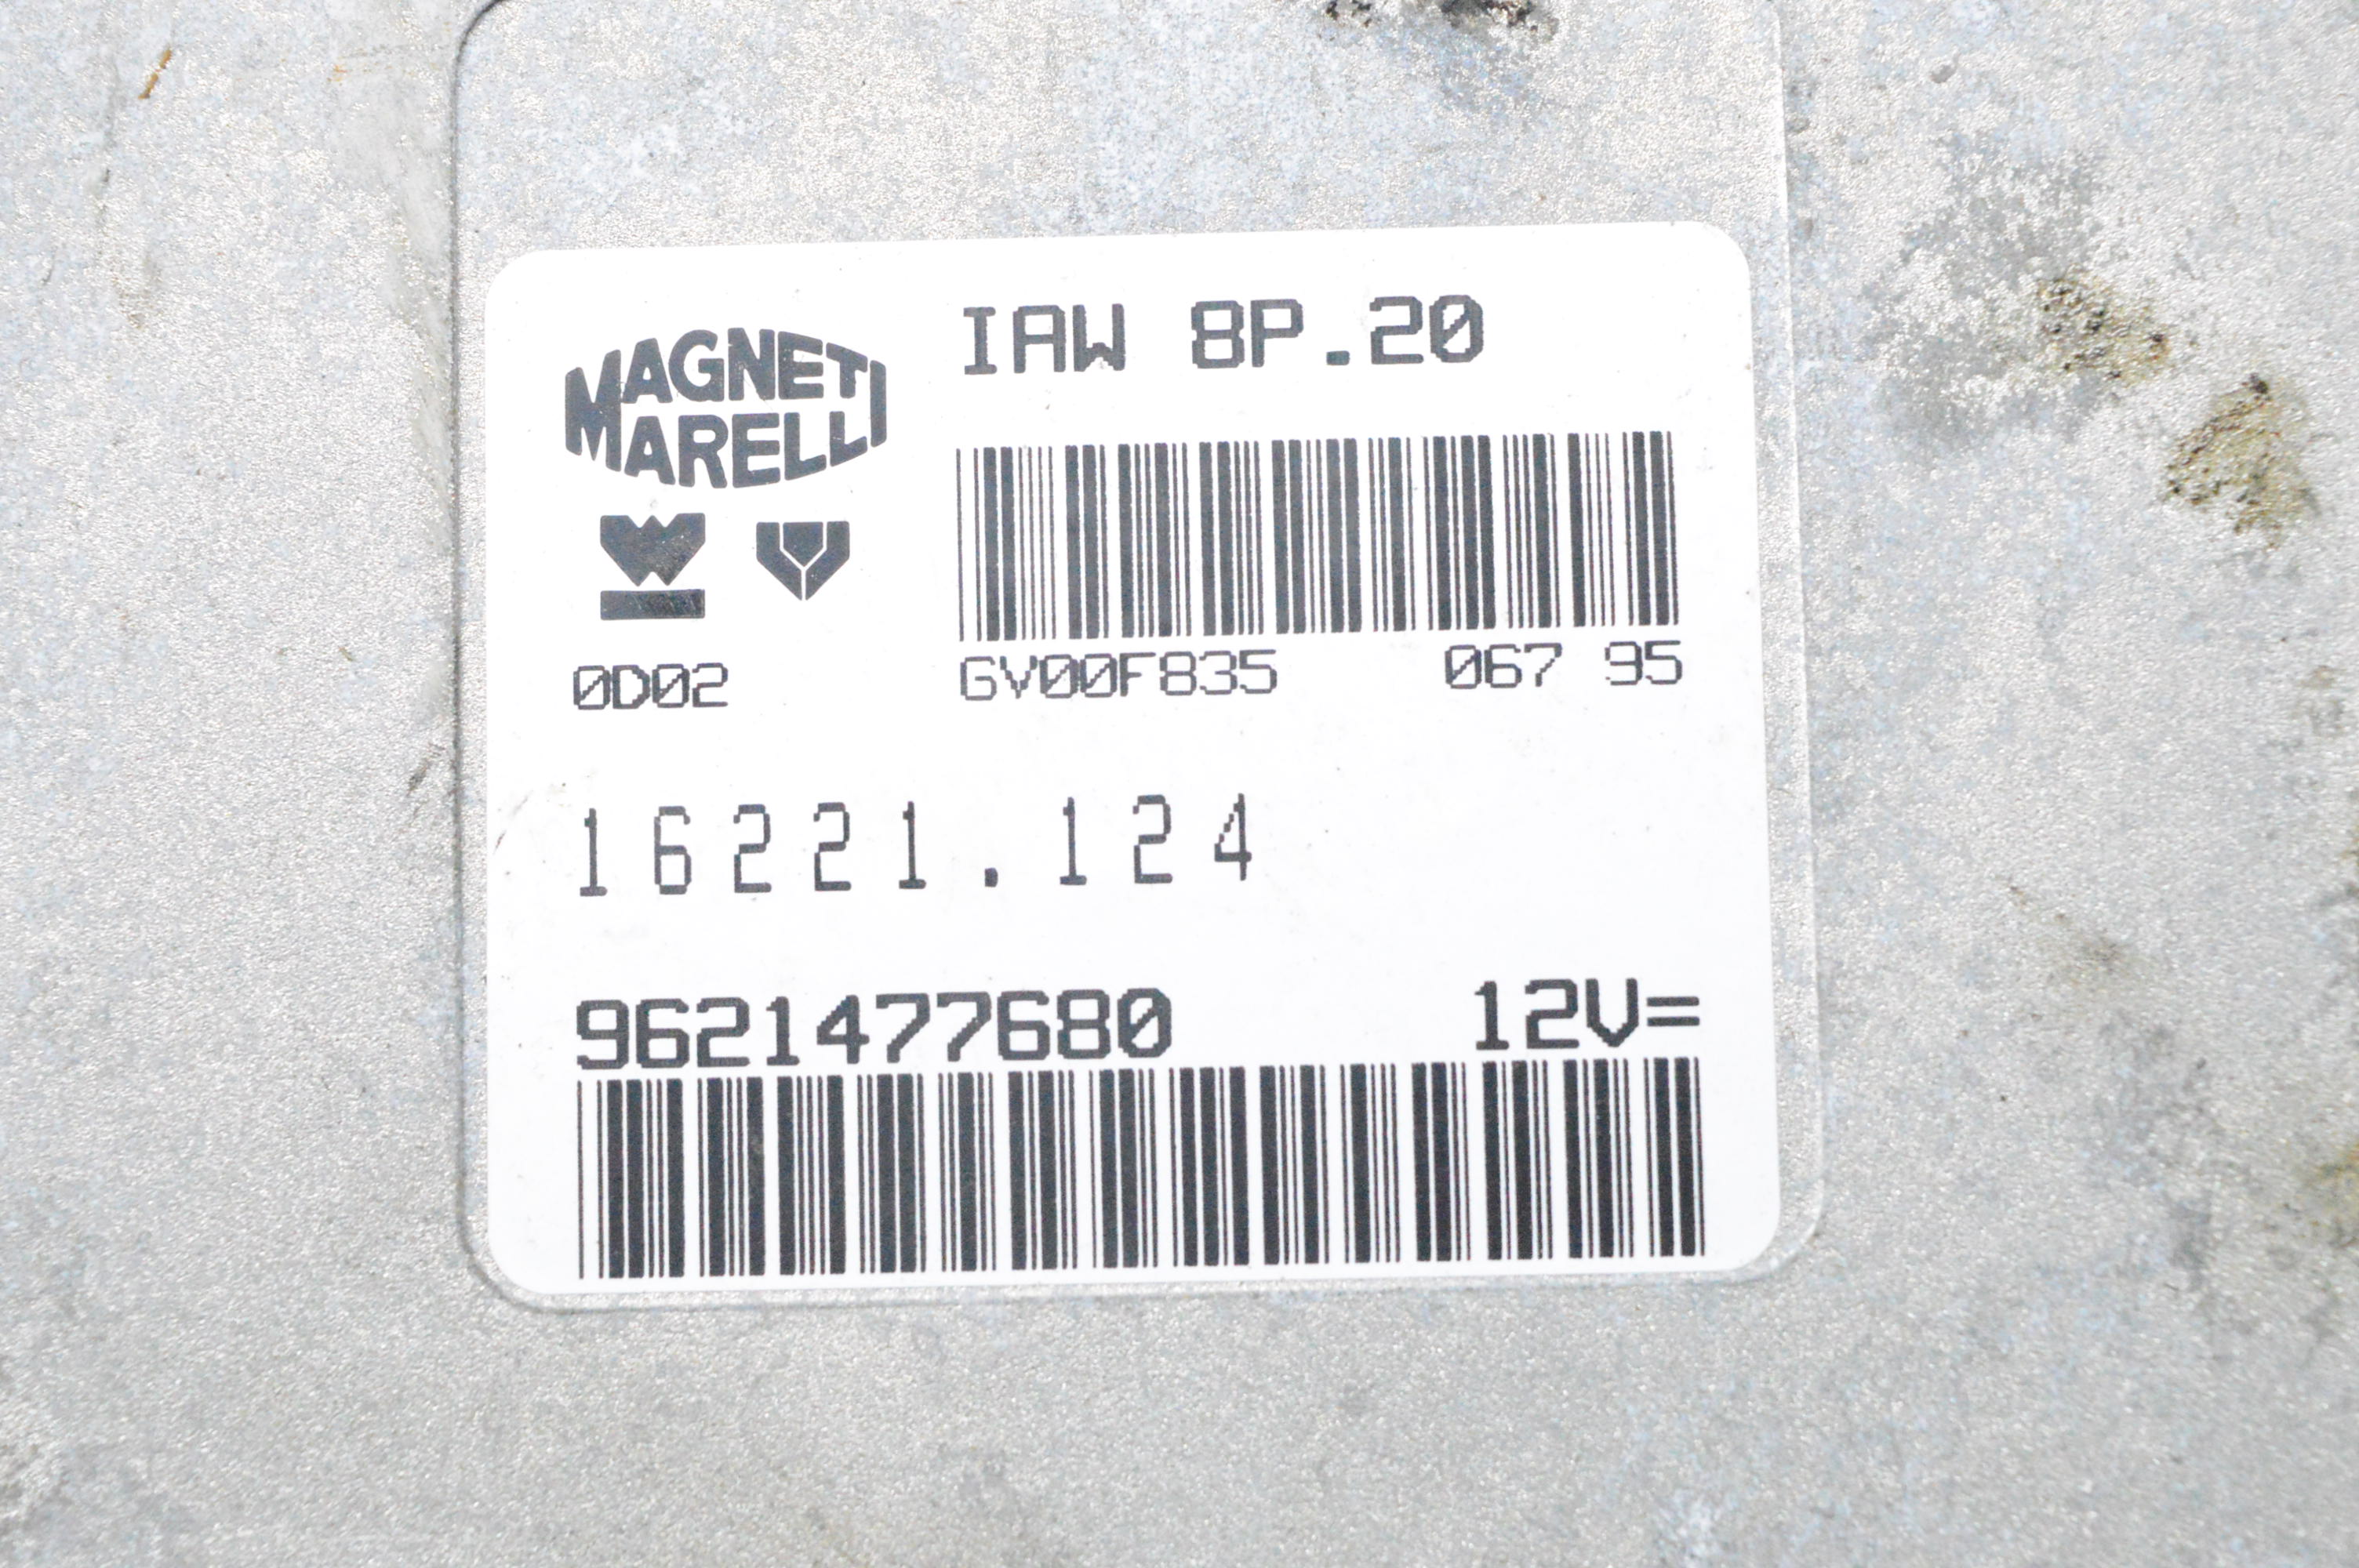 IAW 8P.20
MAGNETI
MARELLI
0D02
GV00F835 067 95
16221.124
9621477680 12V=